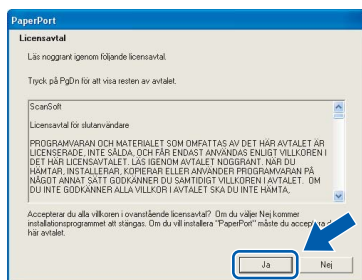 PaperPort
Licensavtal
Läs noggrant igenom följande licensavtal.
Tryck på PgDn för att visa resten av avtalet.
ScanSoft
Licensavtal för slutanvändare
PROGRAMVARAN OCH MATERIALET SOM OMFATTAS AV DET HÄR AVTALET ÄR
LICENSERADE, INTE SÅLDA, OCH FÅR ENDAST ANVÄNDAS ENLIGT VILLKOREN I
DET HÄR LICENSAVTALET. LÄS IGENOM AVTALET NOGGRANT. NÄR DU
HÄMTAR, INSTALLERAR, KOPIERAR ELLER ANVÄNDER PROGRAMVARAN PÅ
NÅGOT ANNAT SÄTT GODKÄNNER DU SAMTIDIGT VILLKOREN I AVTALET. OM
DU INTE GODKÄNNER ALLA VILLKOR I AVTALET SKA DU INTE HÄMTA,
Accepterar du alla villkoren i ovanstående licensavtal? Om du väljer Nej kommer
installationsprogrammet att stängas. Om du vill installera "PaperPort" måste du acceptera
här avtalet.
Ja
Nej